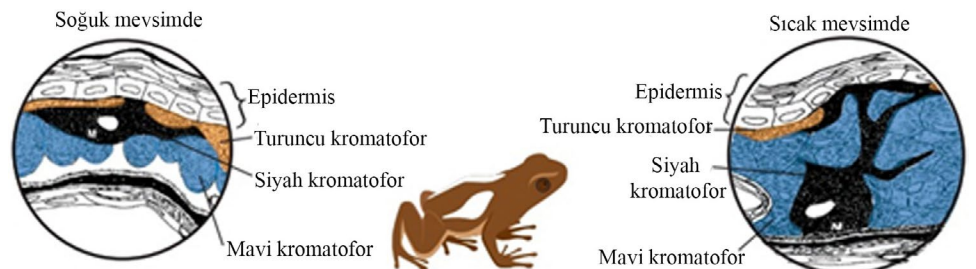 Soğuk mevsimde
Epidermis
Turuncu kromatofor
Siyah kromatofor
Mavi kromatofor
Sıcak mevsimde
Epidermis
Turuncu kromatofor
Siyah
kromatofor
Mavi kromatofor